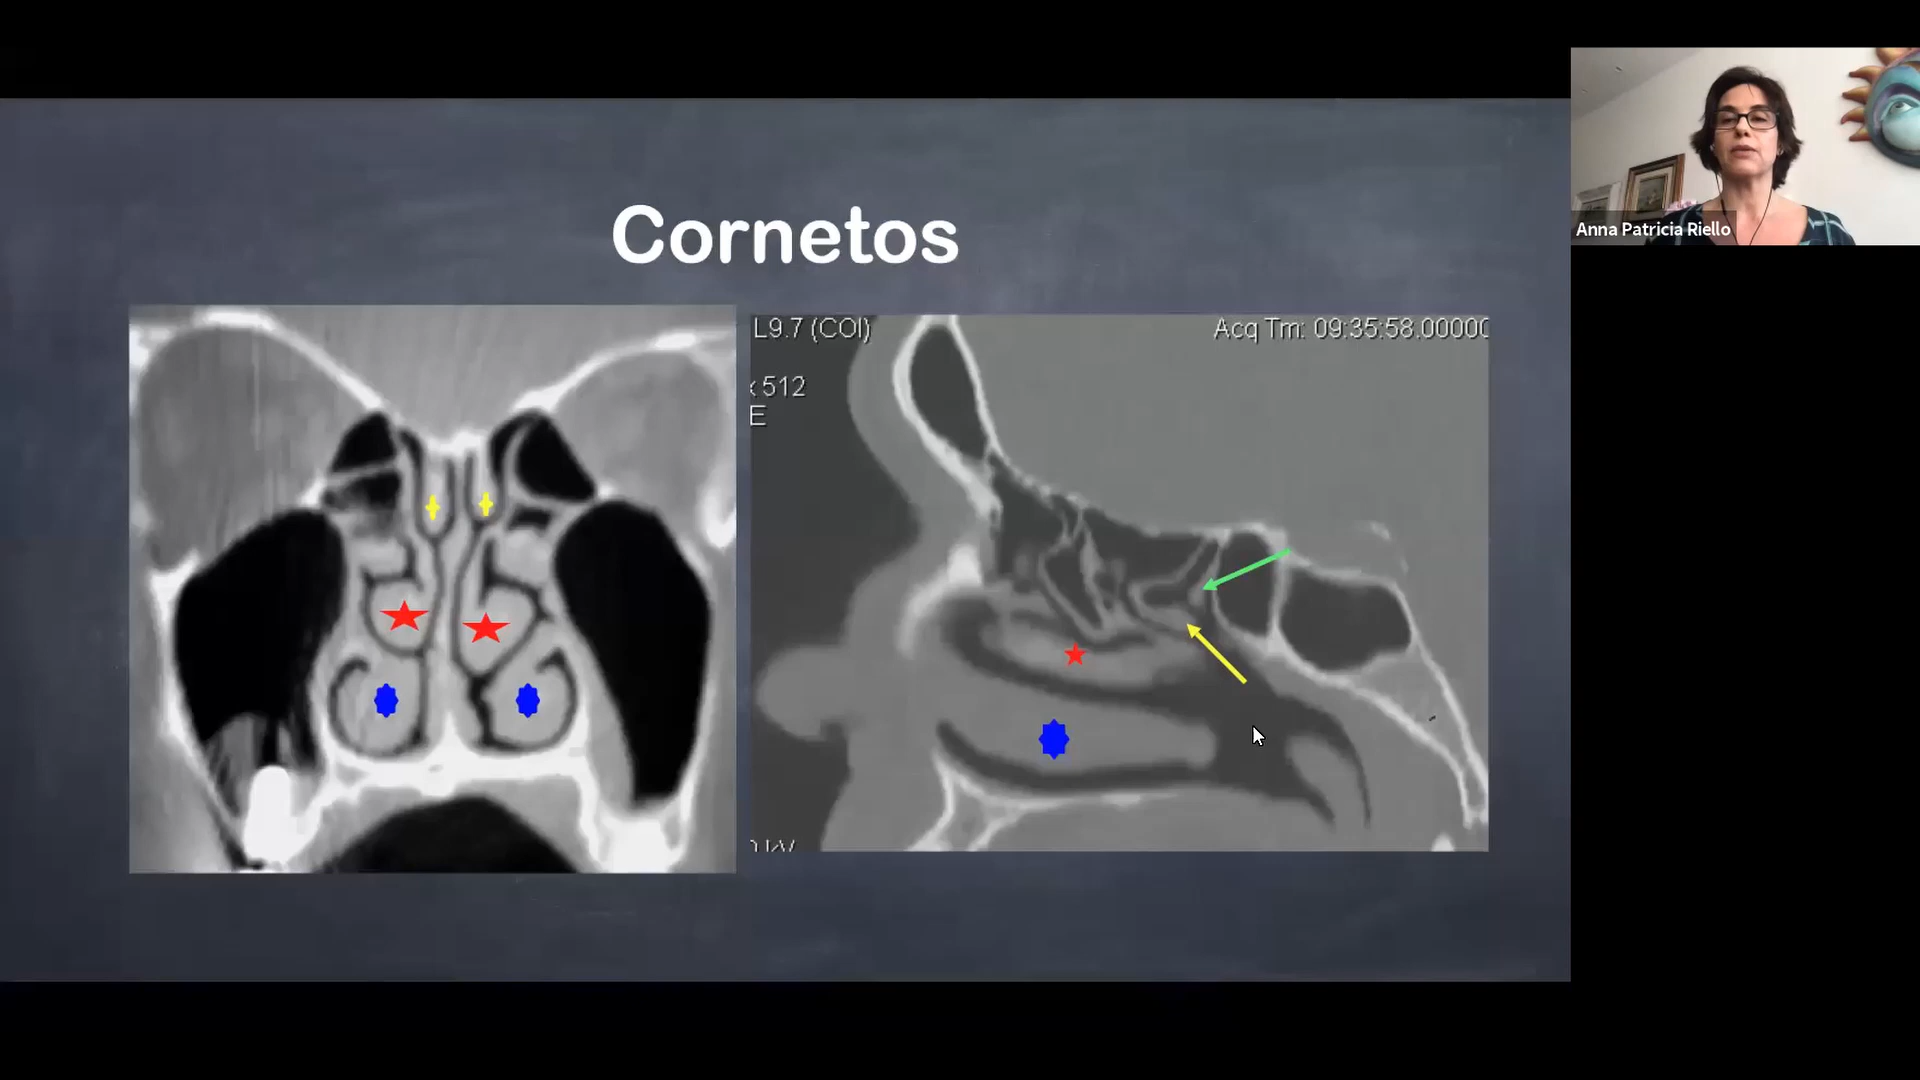 Cornetos
L9.7 (COI)
Acq Tm: 09:35:58.00000
x 512
E
Anna Patricia Riello